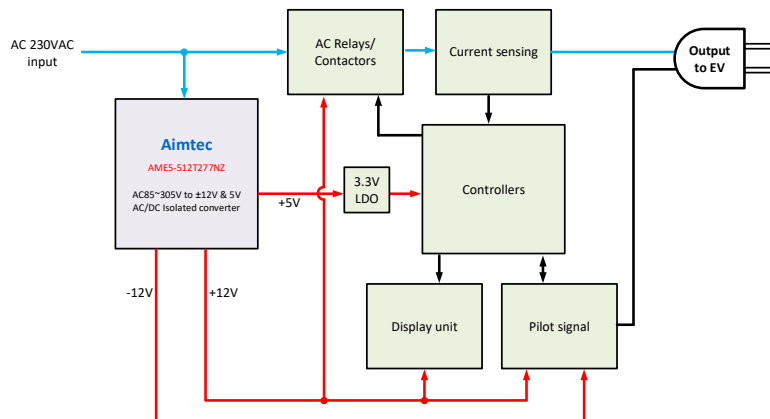 AC 230VAC
input
AC Relays/
Contactors
Current sensing
Output
to EV
Aimtec
AME5-512T277NZ
AC85~305V to ±12V & 5V
AC/DC Isolated converter
+5V
3.3V
LDO
Controllers
-12V
+12V
Display unit
Pilot signal